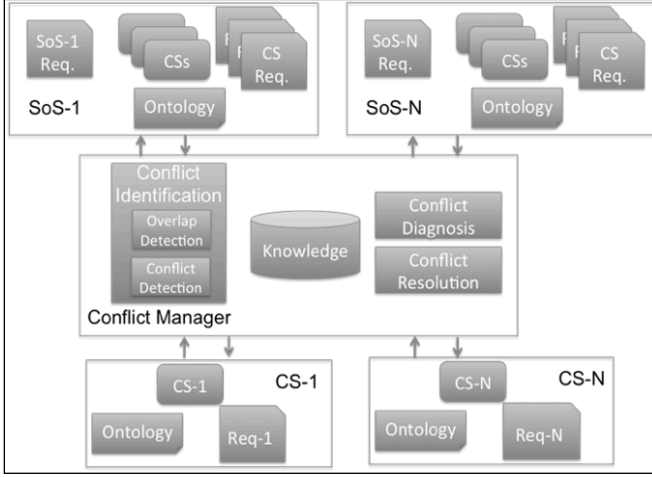 SoS-1
Req.
CSs
CS
Req.
Ontology
SoS-1
SoS-N
Req.
CSs
CS
Req.
Ontology
SoS-N
Conflict
Identification
Overlap
Detection
Conflict
Detection
Knowledge
Conflict
Diagnosis
Conflict
Resolution
Conflict Manager
CS-1
CS-1
Ontology
Req-1
CS-N
CS-N
Ontology
Req-N